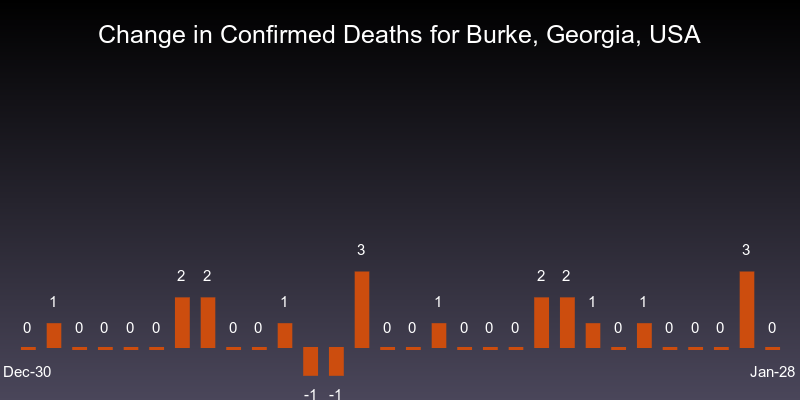 Change in Confirmed Deaths for Burke, Georgia, USA
0 1 0 0 0 0 2 2 0 0 1 -1 -1 3 0 0 1 0 0 0 2 2 1 0 1 0 0 0 3 0
Dec-30 Jan-28